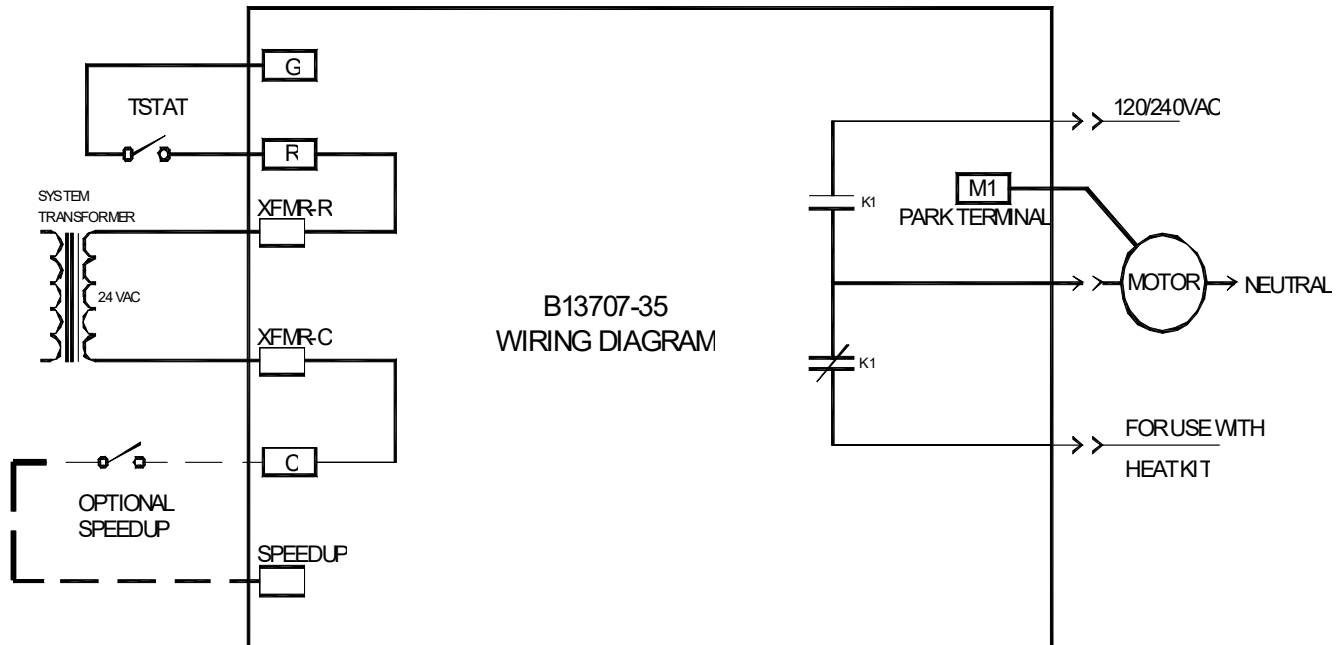 G
TSTAT
120/240VAC
R
SYSTEM
TRANSFORMER
XFMR-R
K1
M1
PARK TERMINAL
24 VAC
MOTOR
NEUTRAL
B13707-35
WIRING DIAGRAM
XFMR-C
K1
FOR USE WITH
HEAT KIT
C
OPTIONAL
SPEEDUP
SPEEDUP